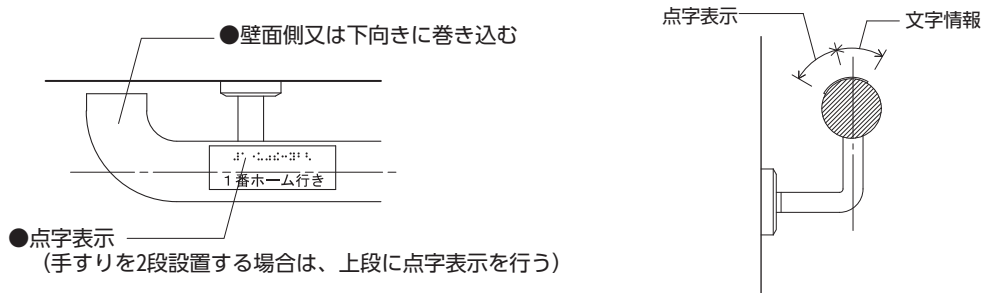 ●壁面側又は下向きに巻き込む
1番ホーム行き
●点字表示
（手すりを2段設置する場合は、上段に点字表示を行う）
点字表示
文字情報